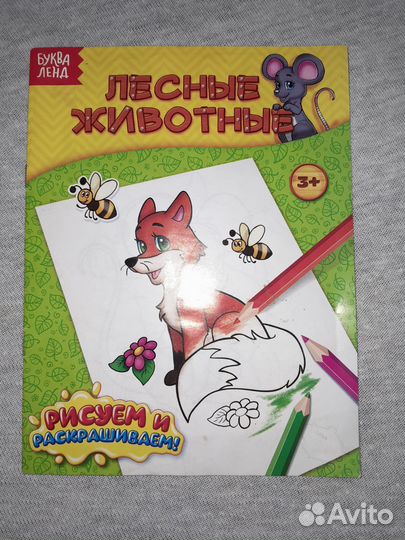 БУКВА
ЛЕНД
ЛЕСНЫЕ
ЖИВОТНЫЕ
3+
РИСУЕМ И
РАСКРАШИВАЕМ!
Avito